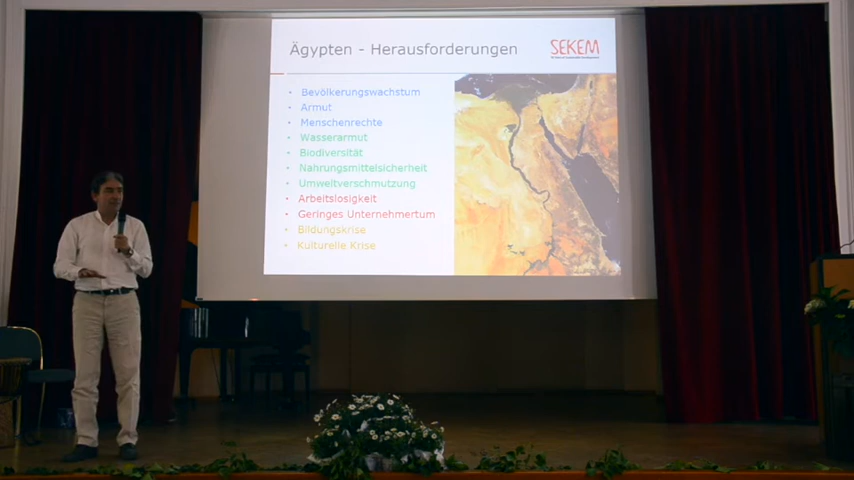 Ägypten - Herausforderungen
SEKEM
• Bevölkerungswachstum
• Armut
• Menschenrechte
• Wasserarmut
• Biodiversität
• Nahrungsmittelsicherheit
• Umweltverschmutzung
• Arbeitslosigkeit
• Geringes Unternehmertum
• Bildungskrise
• Kulturelle Krise